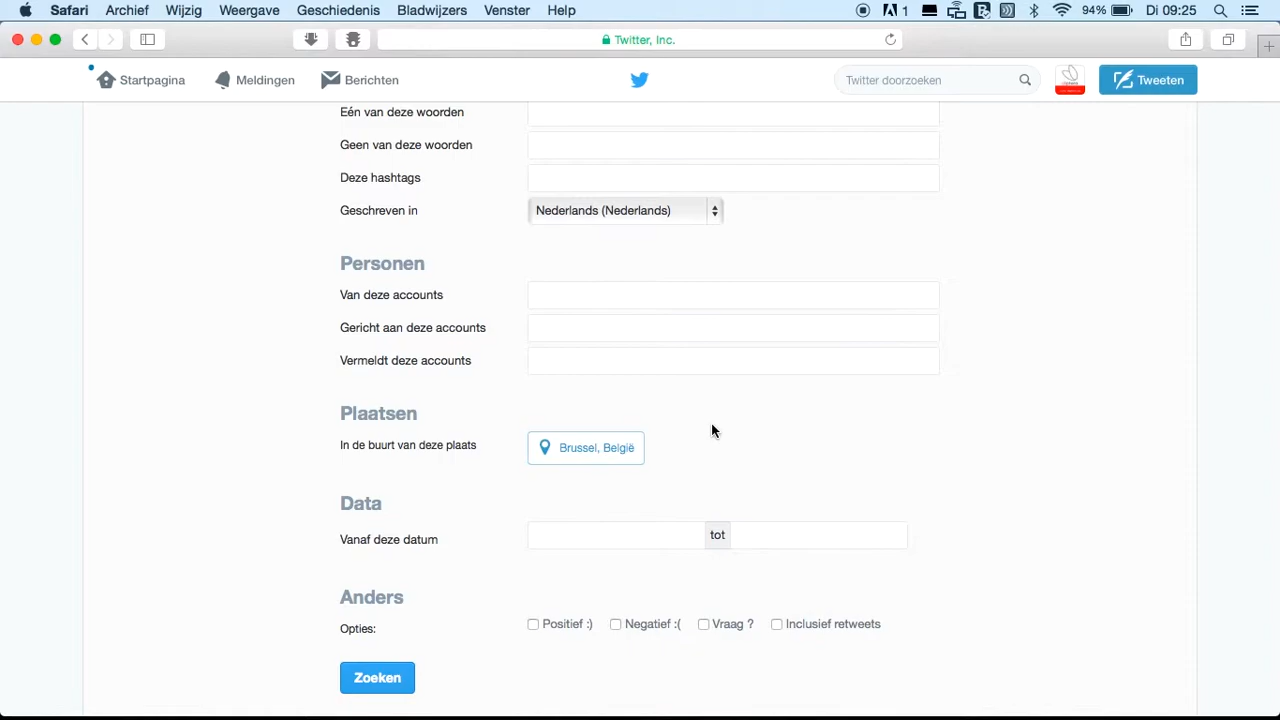 Safari Archief Wijzig Weergave Geschiedenis Bladwijzers Venster Help 1 94% Di 09:25
Twitter, Inc.
Startpagina Meldingen Berichten Twitter doorzoeken Tweeten
Eén van deze woorden
Geen van deze woorden
Deze hashtags
Geschreven in Nederlands (Nederlands)
Personen
Van deze accounts
Gericht aan deze accounts
Vermeldt deze accounts
Plaatsen
In de buurt van deze plaats Brussel, België
Data
Vanaf deze datum tot
Anders
Opties: Positief :) Negatief :( Vraag ? Inclusief retweets
Zoeken